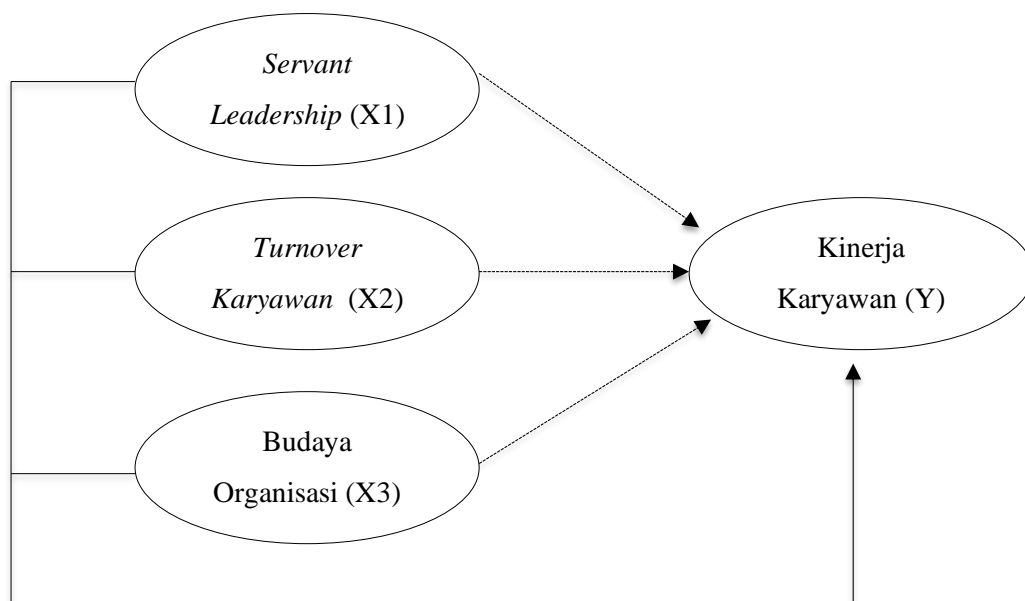 Servant
Leadership (X1)
Turnover
Karyawan (X2)
Kinerja
Karyawan (Y)
Budaya
Organisasi (X3)